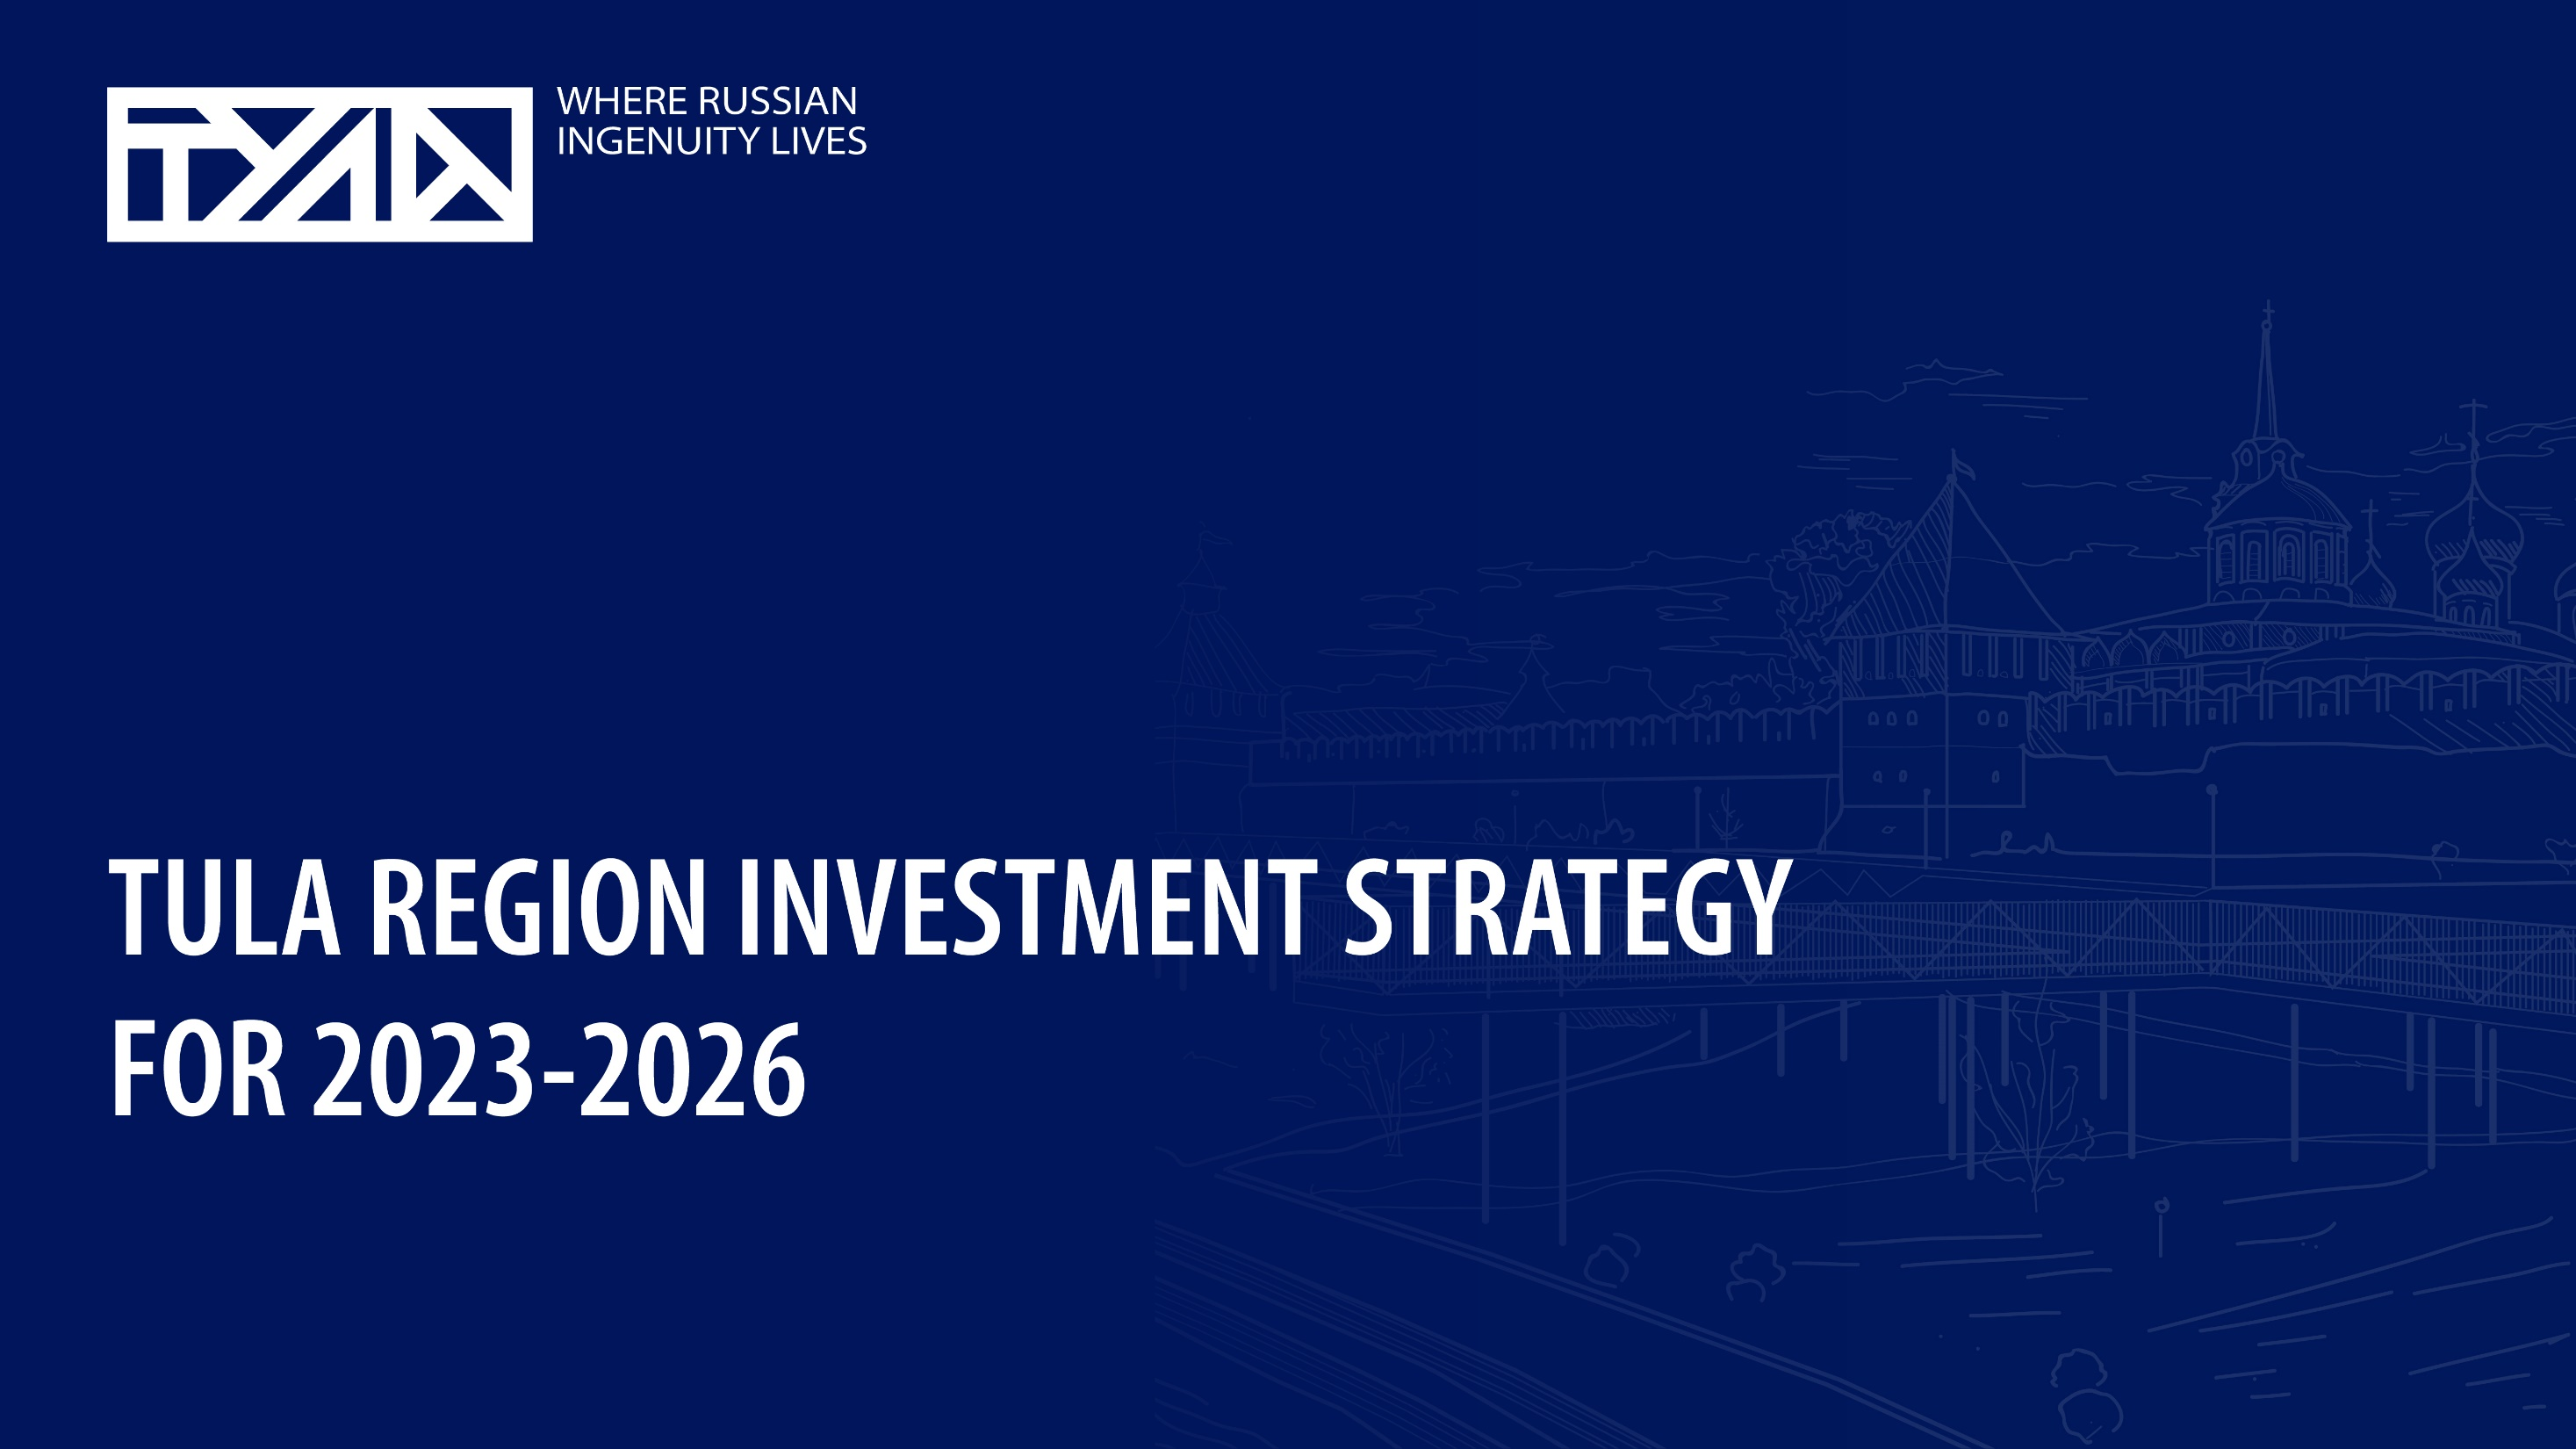 ТУЛА
WHERE RUSSIAN
INGENUITY LIVES
TULA REGION INVESTMENT STRATEGY
FOR 2023-2026